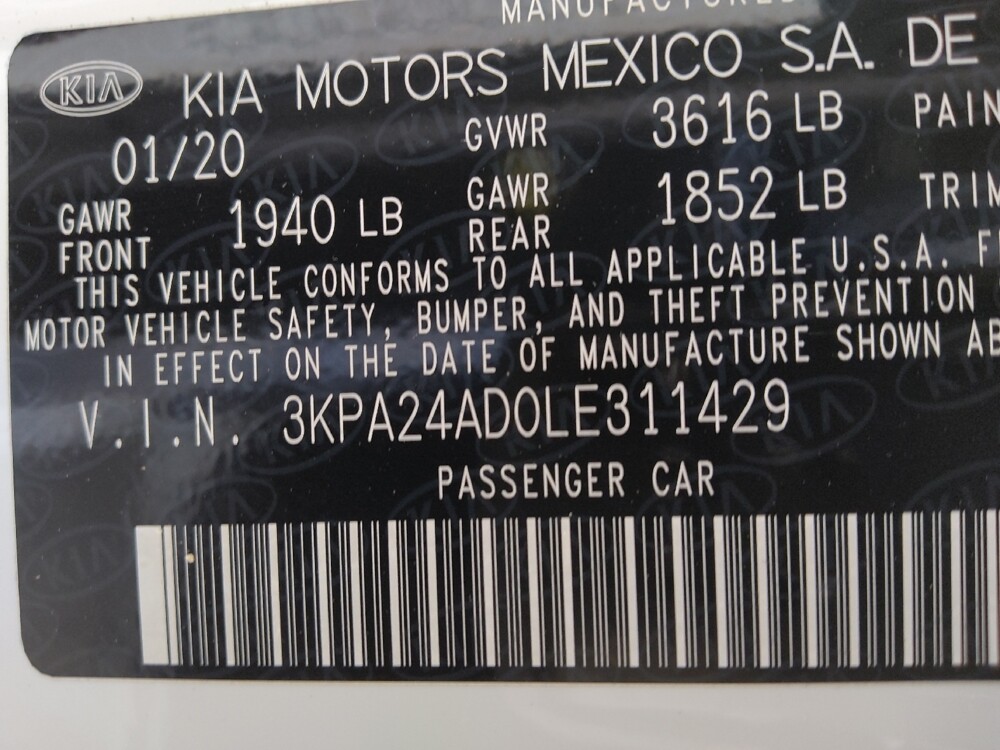 MANUFACTURED
KIA KIA MOTORS MEXICO S.A. DE
01/20 GVWR 3616 LB PAIN
GAWR FRONT 1940 LB GAWR REAR 1852 LB TRIM
THIS VEHICLE CONFORMS TO ALL APPLICABLE U.S.A. F
MOTOR VEHICLE SAFETY, BUMPER, AND THEFT PREVENTION
IN EFFECT ON THE DATE OF MANUFACTURE SHOWN AB
V.I.N. 3KPA24AD0LE311429
PASSENGER CAR